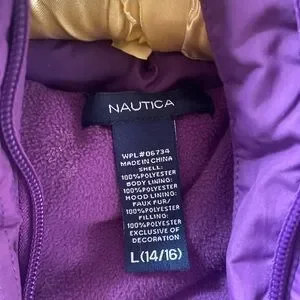 NAUTICA
WPL#06734
MADE IN CHINA
SHELL:
100%POLYESTER
BODY LINING:
100%POLYESTER
HOOD LINING:
FAUX FUR/
100%POLYESTER
FILLING:
100%POLYESTER
EXCLUSIVE OF
DECORATION
L(14/16)